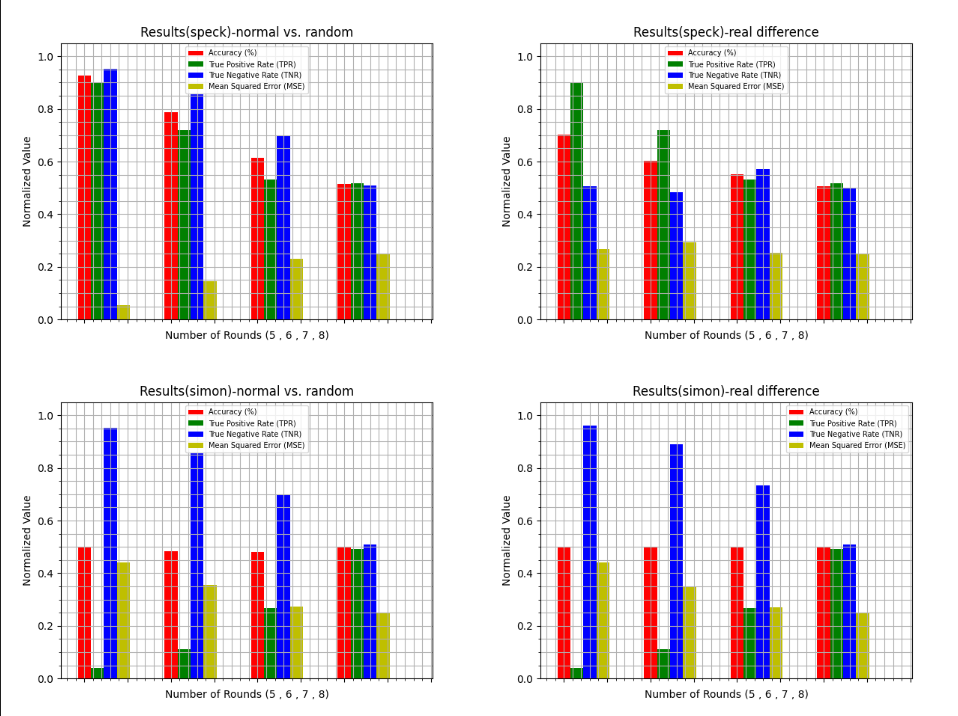 Results(speck)-normal vs. random
Accuracy (%)
True Positive Rate (TPR)
True Negative Rate (TNR)
Mean Squared Error (MSE)
1.0
0.8
0.6
0.4
0.2
0.0
Normalized Value
Number of Rounds (5 , 6 , 7 , 8)
Results(speck)-real difference
Accuracy (%)
True Positive Rate (TPR)
True Negative Rate (TNR)
Mean Squared Error (MSE)
1.0
0.8
0.6
0.4
0.2
0.0
Normalized Value
Number of Rounds (5 , 6 , 7 , 8)
Results(simon)-normal vs. random
Accuracy (%)
True Positive Rate (TPR)
True Negative Rate (TNR)
Mean Squared Error (MSE)
1.0
0.8
0.6
0.4
0.2
0.0
Normalized Value
Number of Rounds (5 , 6 , 7 , 8)
Results(simon)-real difference
Accuracy (%)
True Positive Rate (TPR)
True Negative Rate (TNR)
Mean Squared Error (MSE)
1.0
0.8
0.6
0.4
0.2
0.0
Normalized Value
Number of Rounds (5 , 6 , 7 , 8)